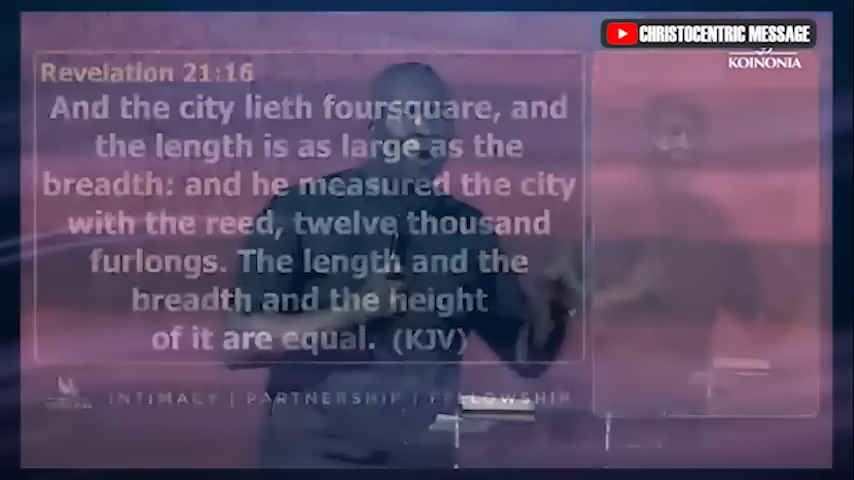 CHRISTOCENTRIC MESSAGE
KOINONIA
Revelation 21:16
And the city lieth foursquare, and
the length is as large as the
breadth: and he measured the city
with the reed, twelve thousand
furlongs. The length and the
breadth and the height
of it are equal. (KJV)
INTIMACY | PARTNERSHIP | FELLOWSHIP